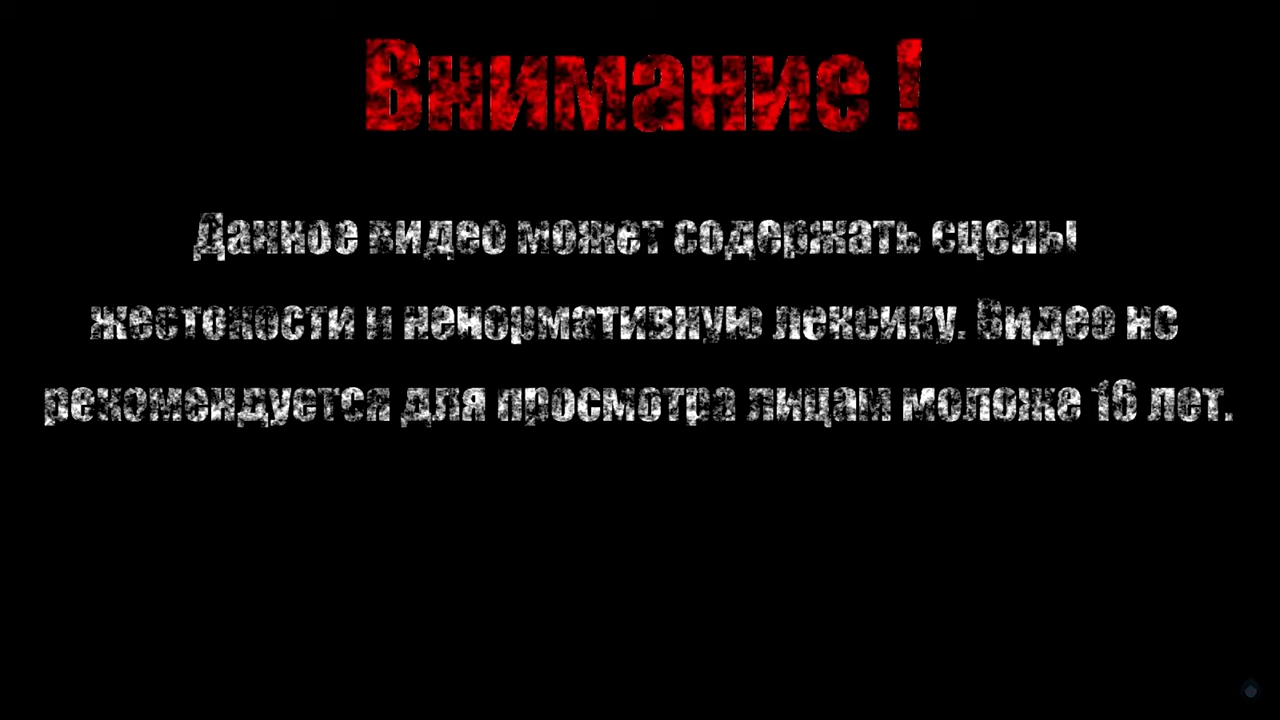 Внимание !
Данное видео может содержать сцены
жестокости и ненормативную лексику. Видео не
рекомендуется для просмотра лицам моложе 16 лет.